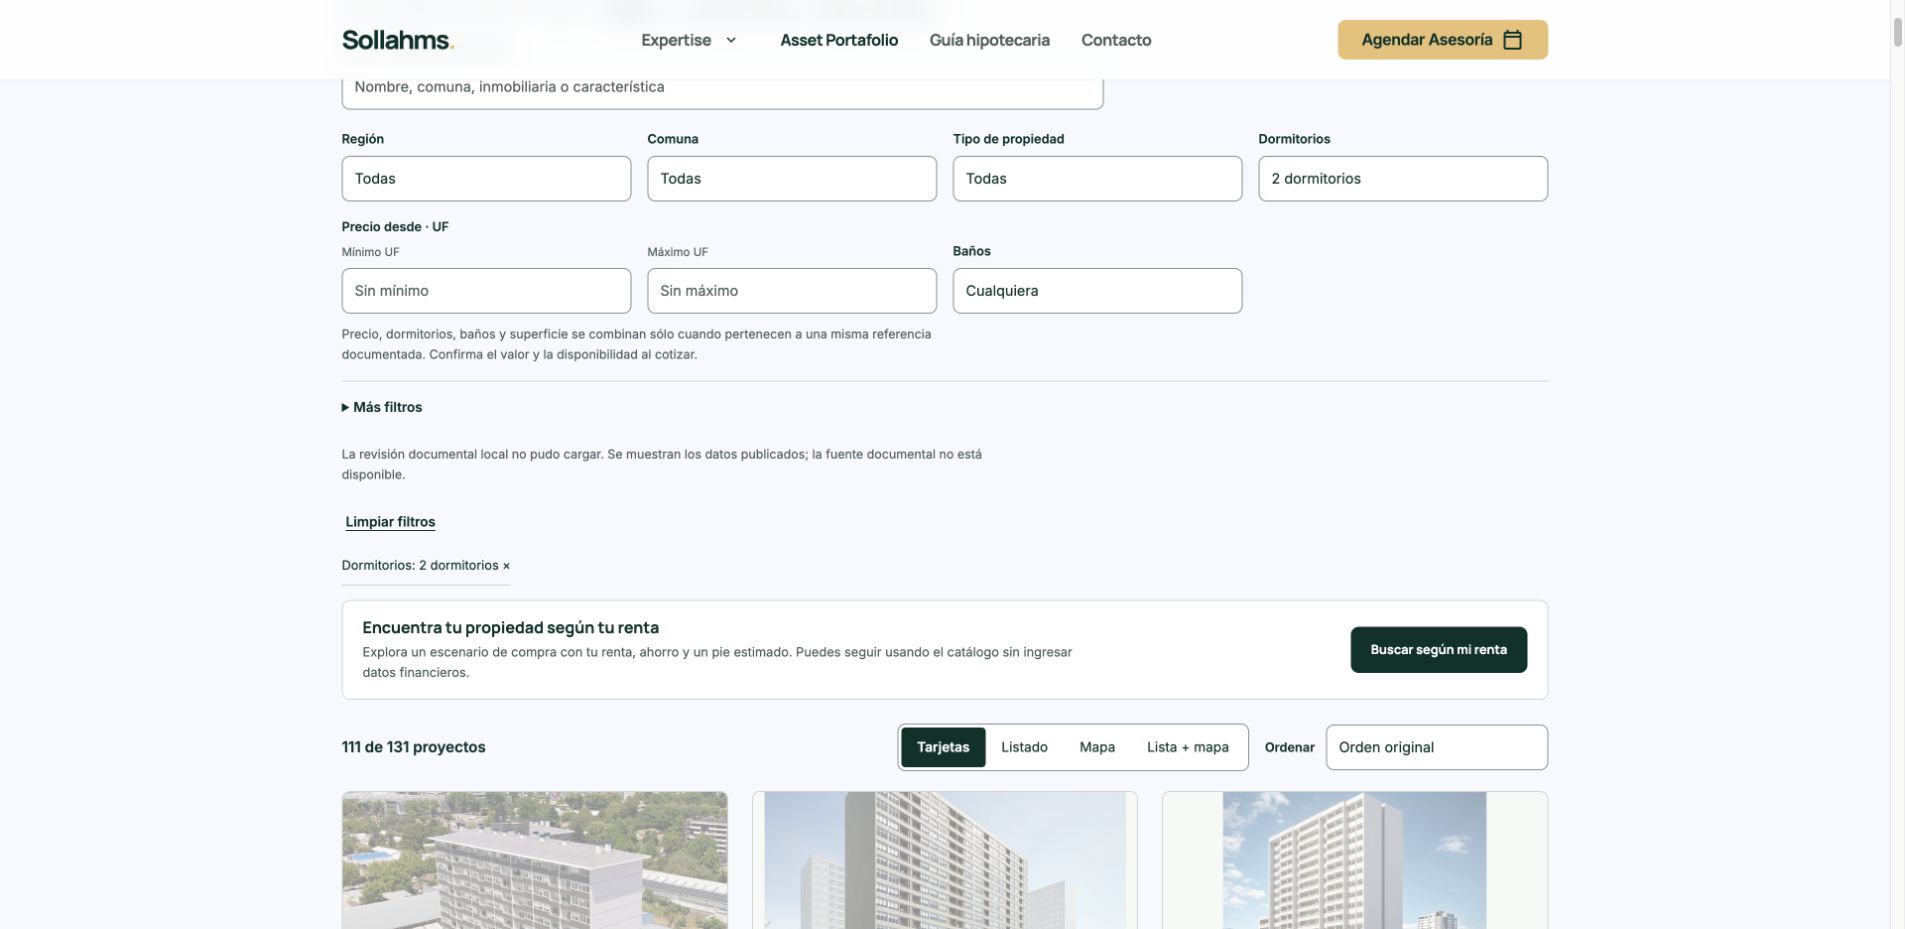 Sollahms.
Expertise
Asset Portafolio
Guía hipotecaria
Contacto
Agendar Asesoría
Nombre, comuna, inmobiliaria o característica
Región
Comuna
Tipo de propiedad
Dormitorios
Todas
Todas
Todas
2 dormitorios
Precio desde · UF
Mínimo UF
Máximo UF
Baños
Sin mínimo
Sin máximo
Cualquiera
Precio, dormitorios, baños y superficie se combinan sólo cuando pertenecen a una misma referencia
documentada. Confirma el valor y la disponibilidad al cotizar.
▶ Más filtros
La revisión documental local no pudo cargar. Se muestran los datos publicados; la fuente documental no está
disponible.
Limpiar filtros
Dormitorios: 2 dormitorios ×
Encuentra tu propiedad según tu renta
Explora un escenario de compra con tu renta, ahorro y un pie estimado. Puedes seguir usando el catálogo sin ingresar
datos financieros.
Buscar según mi renta
111 de 131 proyectos
Tarjetas
Listado
Mapa
Lista + mapa
Ordenar
Orden original